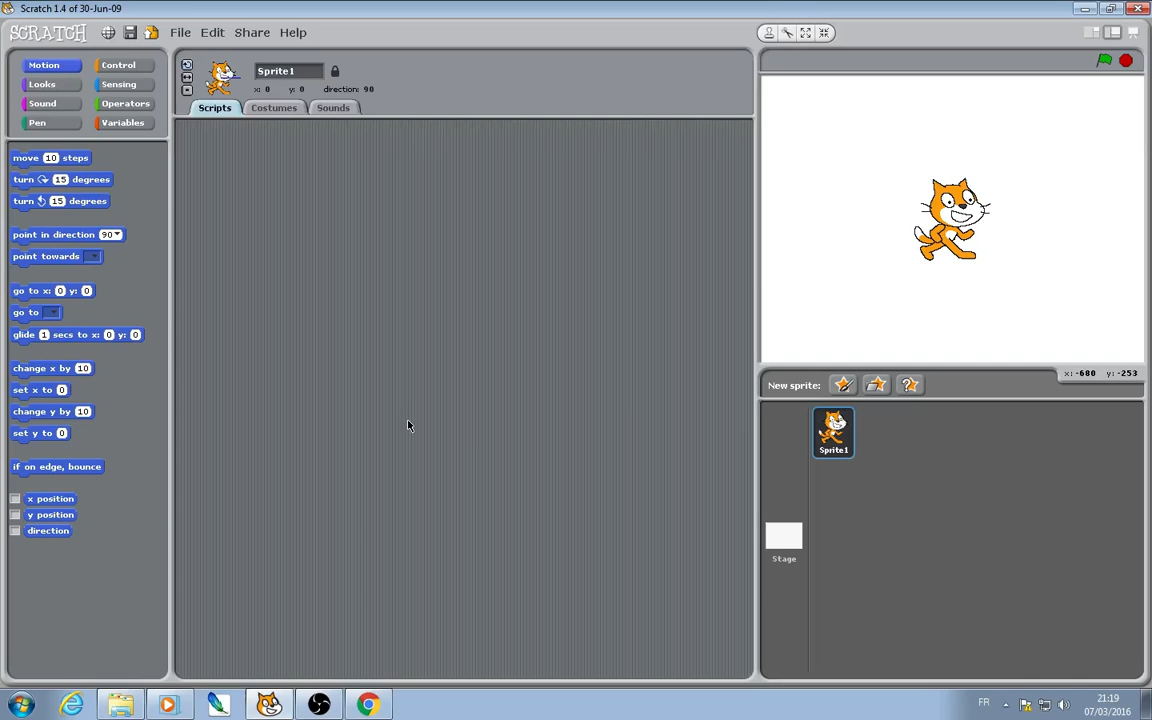 Scratch 1.4 of 30-Jun-09
SCRATCH File Edit Share Help
Motion Control
Looks Sensing
Sound Operators
Pen Variables
move 10 steps
turn 15 degrees
turn 15 degrees
point in direction 90
point towards
go to x: 0 y: 0
go to
glide 1 secs to x: 0 y: 0
change x by 10
set x to 0
change y by 10
set y to 0
if on edge, bounce
x position
y position
direction
Sprite1
x: 0 y: 0 direction: 90
Scripts Costumes Sounds
x: -680 y: -253
New sprite:
Sprite1
Stage
FR
21:19
07/03/2016